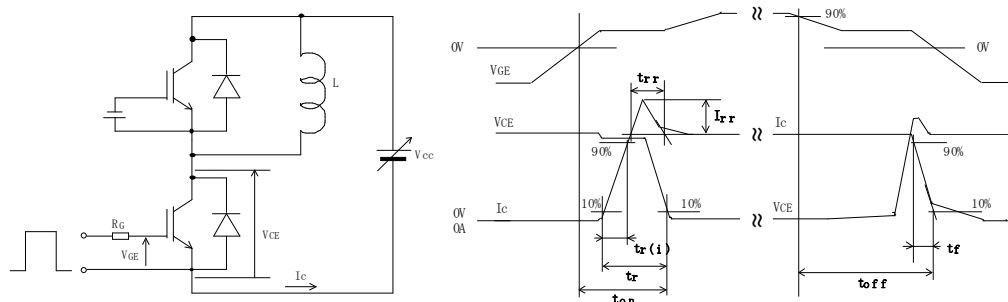 L
Vcc
RG
VGE
VCE
Ic
0V
VGE
90%
0V
trr
Irr
VCE
Ic
90%
90%
Ic
10%
10%
VCE
10%
0V
0A
tr(i)
tf
tr
toff
ton